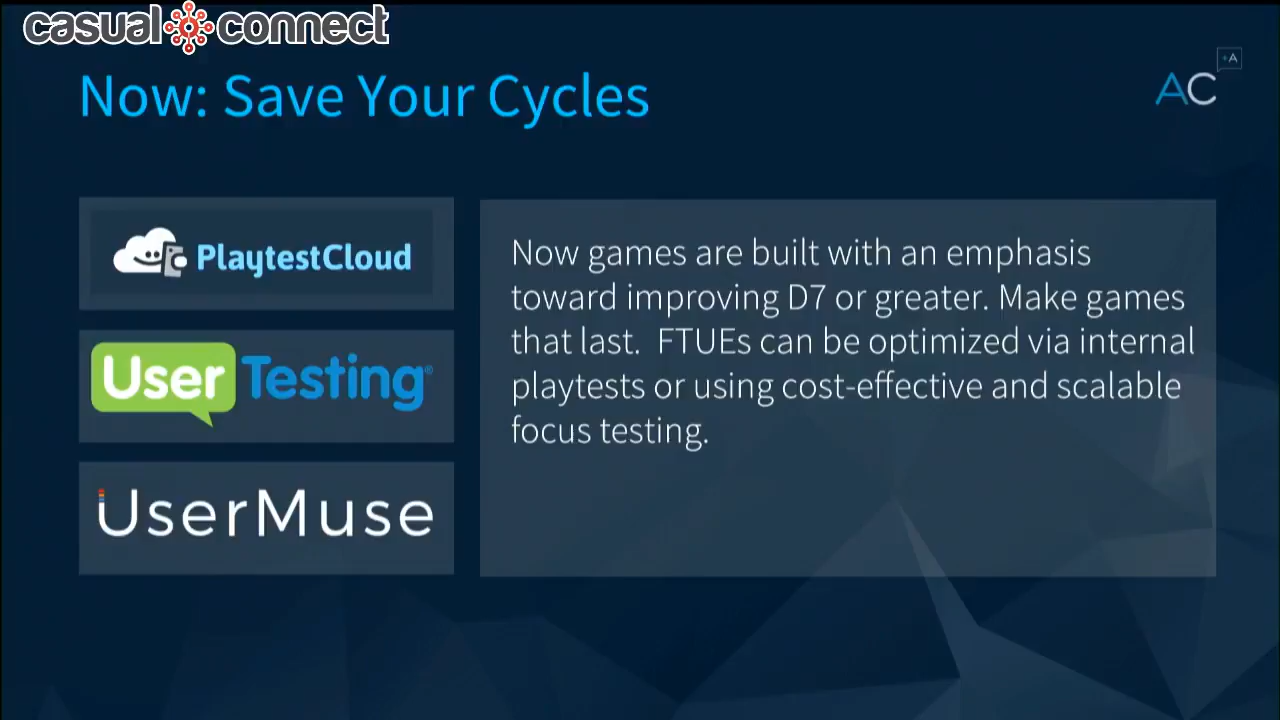 casual connect
Now: Save Your Cycles
+A
AC
PlaytestCloud
User Testing®
UserMuse
Now games are built with an emphasis
toward improving D7 or greater. Make games
that last.  FTUEs can be optimized via internal
playtests or using cost-effective and scalable
focus testing.